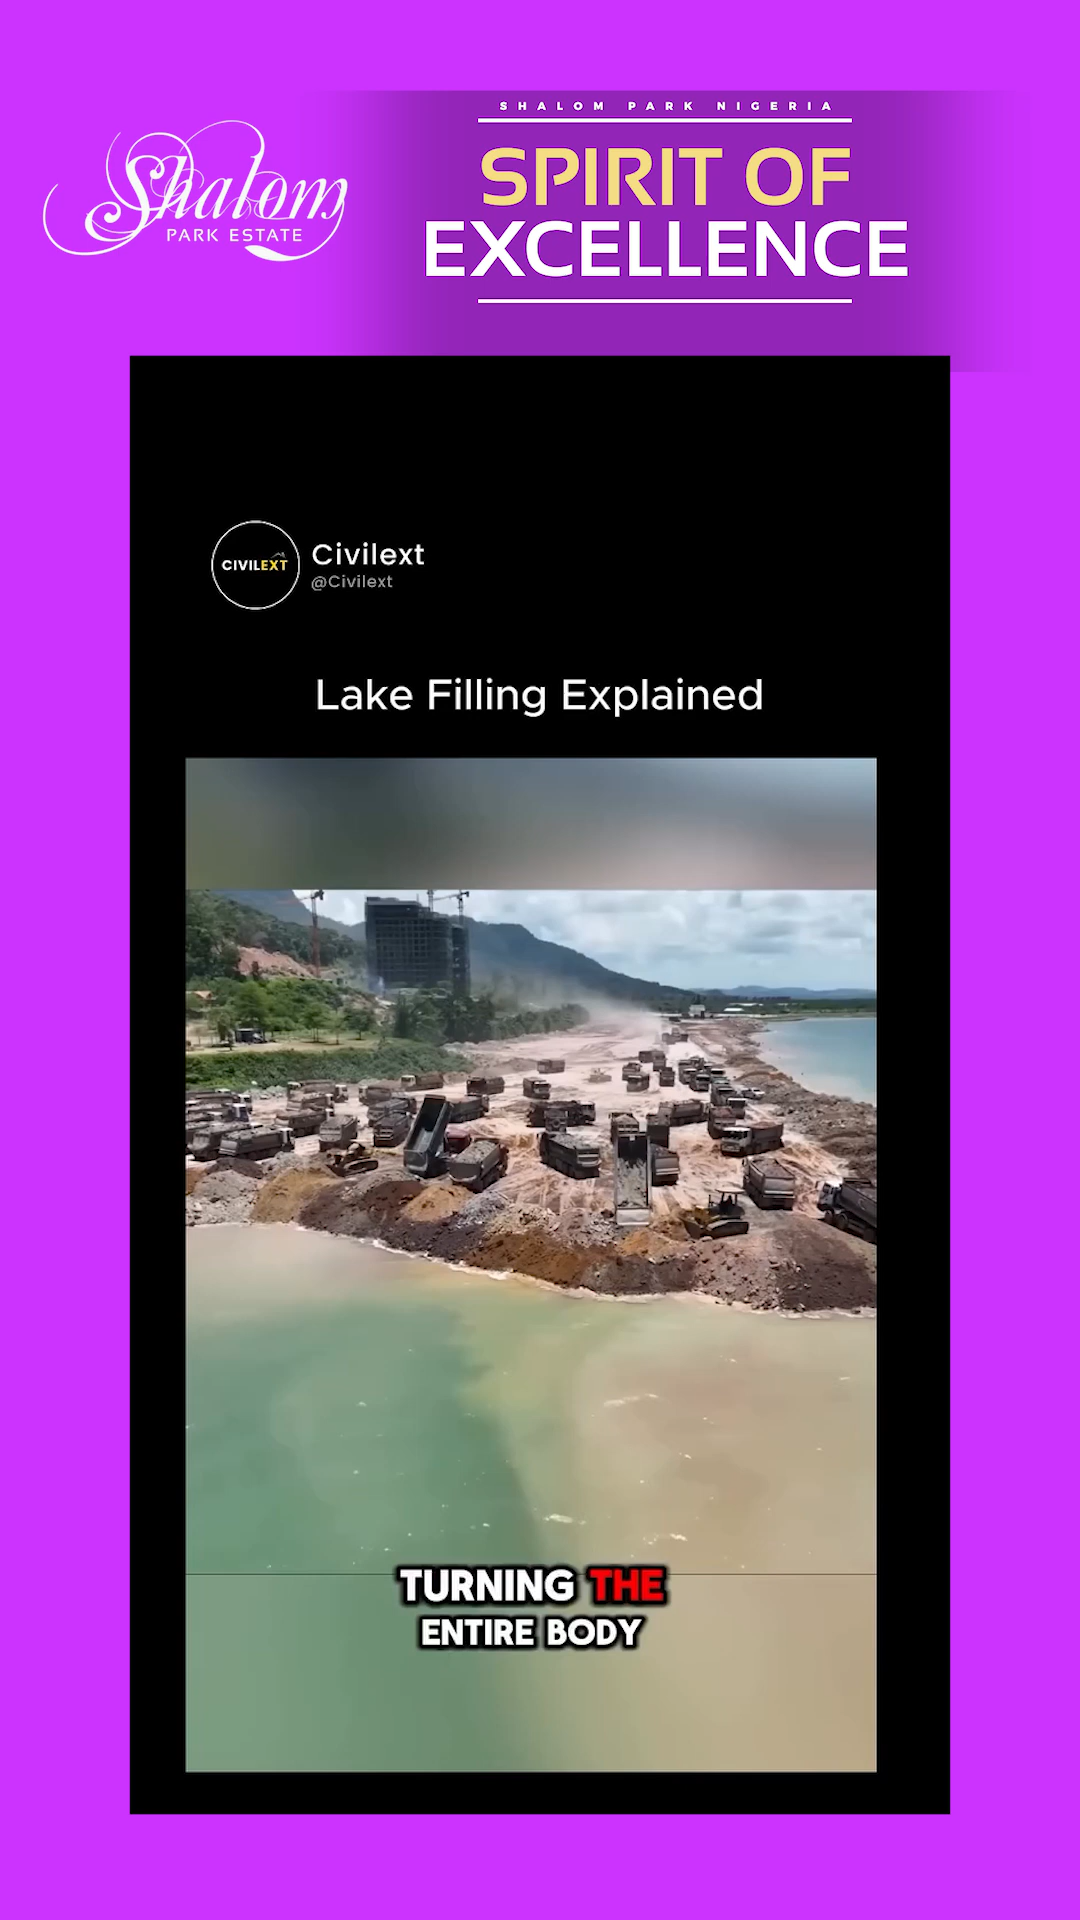 Shalom
PARK ESTATE
SHALOM PARK NIGERIA
SPIRIT OF
EXCELLENCE
CIVILEXT
Civilext
@Civilext
Lake Filling Explained
TURNING THE
ENTIRE BODY